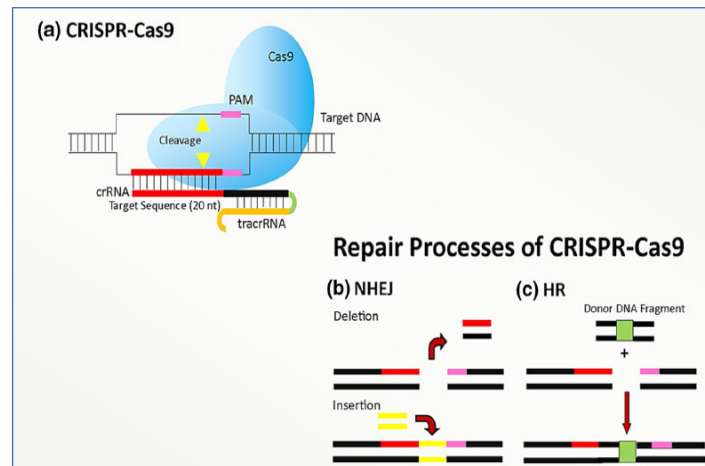 (a) CRISPR-Cas9
Cas9
PAM
Target DNA
Cleavage
crRNA
Target Sequence (20 nt)
tracrRNA
Repair Processes of CRISPR-Cas9
(b) NHEJ
(c) HR
Deletion
Donor DNA Fragment
+
Insertion